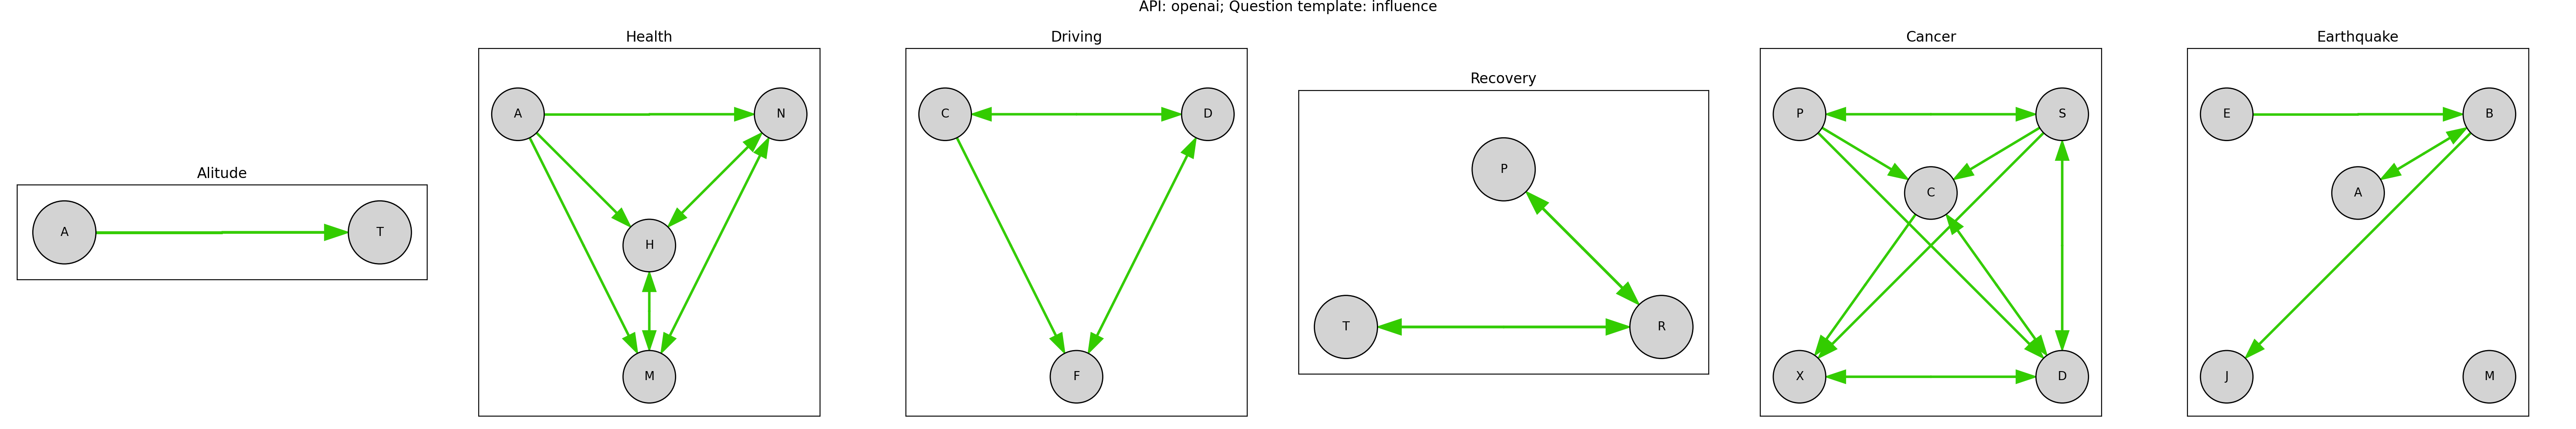 API: openai; Question template: influence
Alitude
A
T
Health
A
N
H
M
Driving
C
D
F
Recovery
P
T
R
Cancer
P
S
C
X
D
Earthquake
E
B
A
J
M